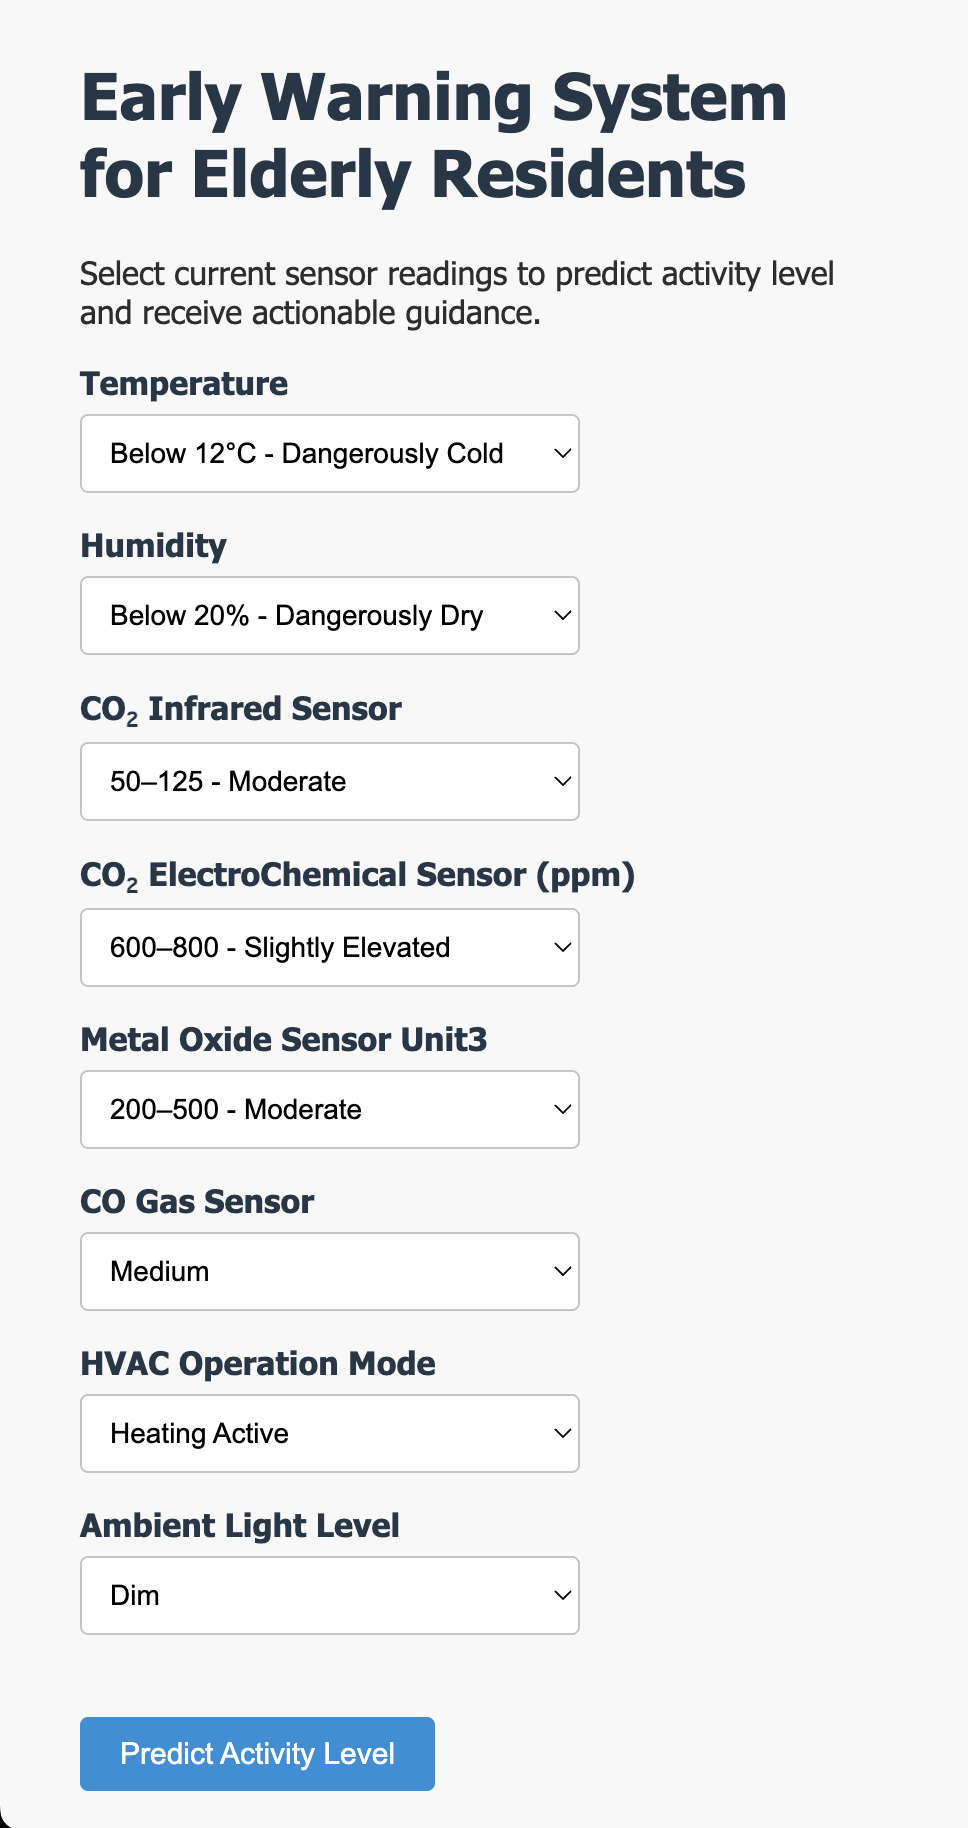 Early Warning System
for Elderly Residents
Select current sensor readings to predict activity level
and receive actionable guidance.
Temperature
Below 12°C - Dangerously Cold
Humidity
Below 20% - Dangerously Dry
CO₂ Infrared Sensor
50–125 - Moderate
CO₂ ElectroChemical Sensor (ppm)
600–800 - Slightly Elevated
Metal Oxide Sensor Unit3
200–500 - Moderate
CO Gas Sensor
Medium
HVAC Operation Mode
Heating Active
Ambient Light Level
Dim
Predict Activity Level